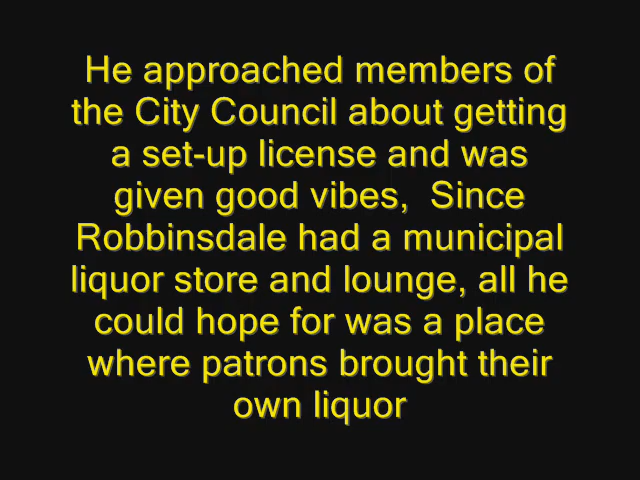 He approached members of
the City Council about getting
a set-up license and was
given good vibes,  Since
Robbinsdale had a municipal
liquor store and lounge, all he
could hope for was a place
where patrons brought their
own liquor